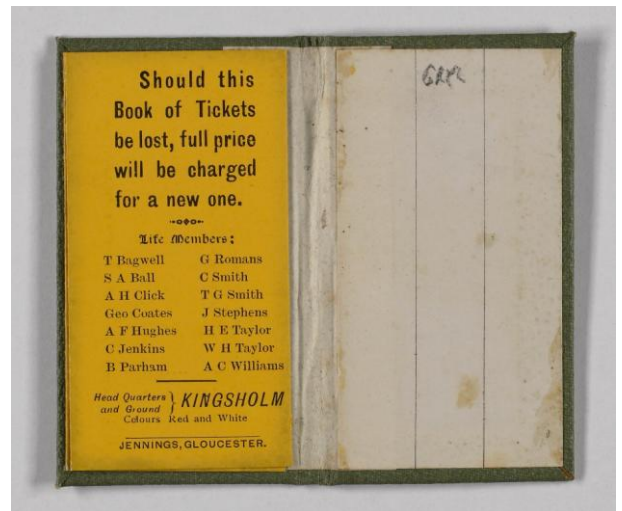 Should this
Book of Tickets
be lost, full price
will be charged
for a new one.
Life Members:
T Bagwell G Romans
S A Ball C Smith
A H Click T G Smith
Geo Coates J Stephens
A F Hughes H E Taylor
C Jenkins W H Taylor
B Parham A C Williams
Head Quarters
and Ground } KINGSHOLM
Colours Red and White
JENNINGS, GLOUCESTER.